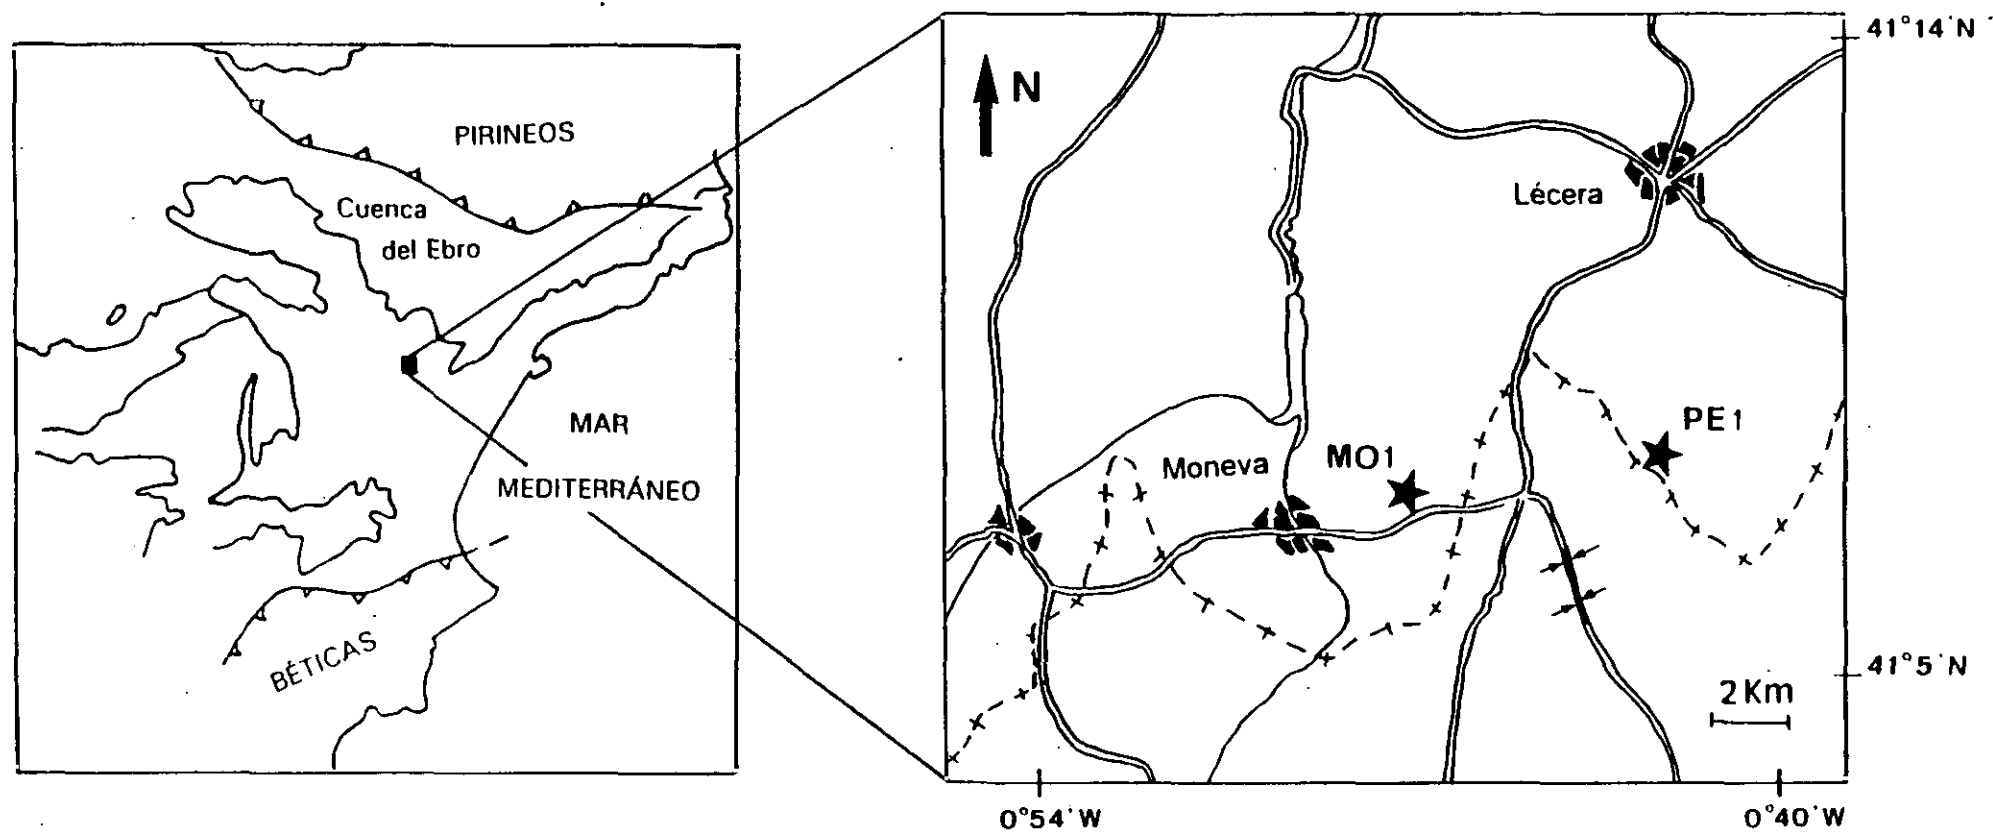 PIRINEOS
Cuenca
del Ebro
MAR
MEDITERRÁNEO
BÉTICAS
N
Lécera
PE1
MO1
Moneva
2 Km
41°14'N
41°5'N
0°54'W
0°40'W